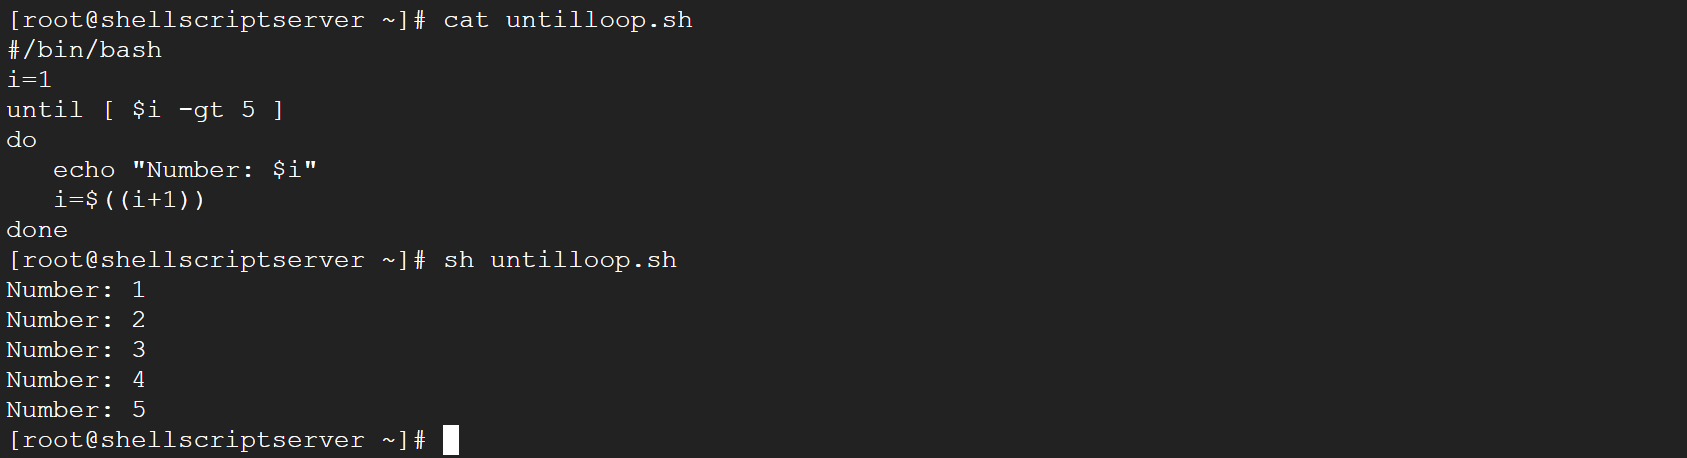 [root@shellscriptserver ~]# cat untilloop.sh
#/bin/bash
i=1
until [ $i -gt 5 ]
do
   echo "Number: $i"
   i=$((i+1))
done
[root@shellscriptserver ~]# sh untilloop.sh
Number: 1
Number: 2
Number: 3
Number: 4
Number: 5
[root@shellscriptserver ~]#